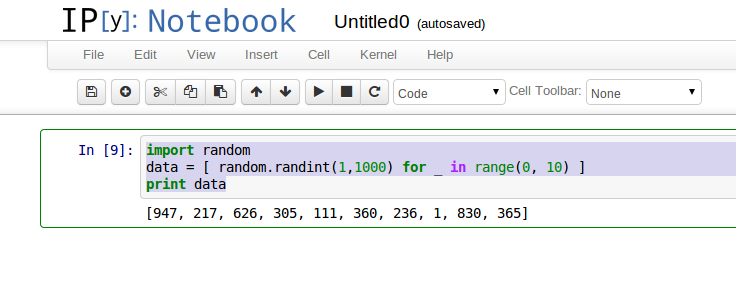 IP[y]: Notebook Untitled0 (autosaved)
File Edit View Insert Cell Kernel Help
Code Cell Toolbar: None
In [9]: import random
data = [ random.randint(1,1000) for _ in range(0, 10) ]
print data
[947, 217, 626, 305, 111, 360, 236, 1, 830, 365]